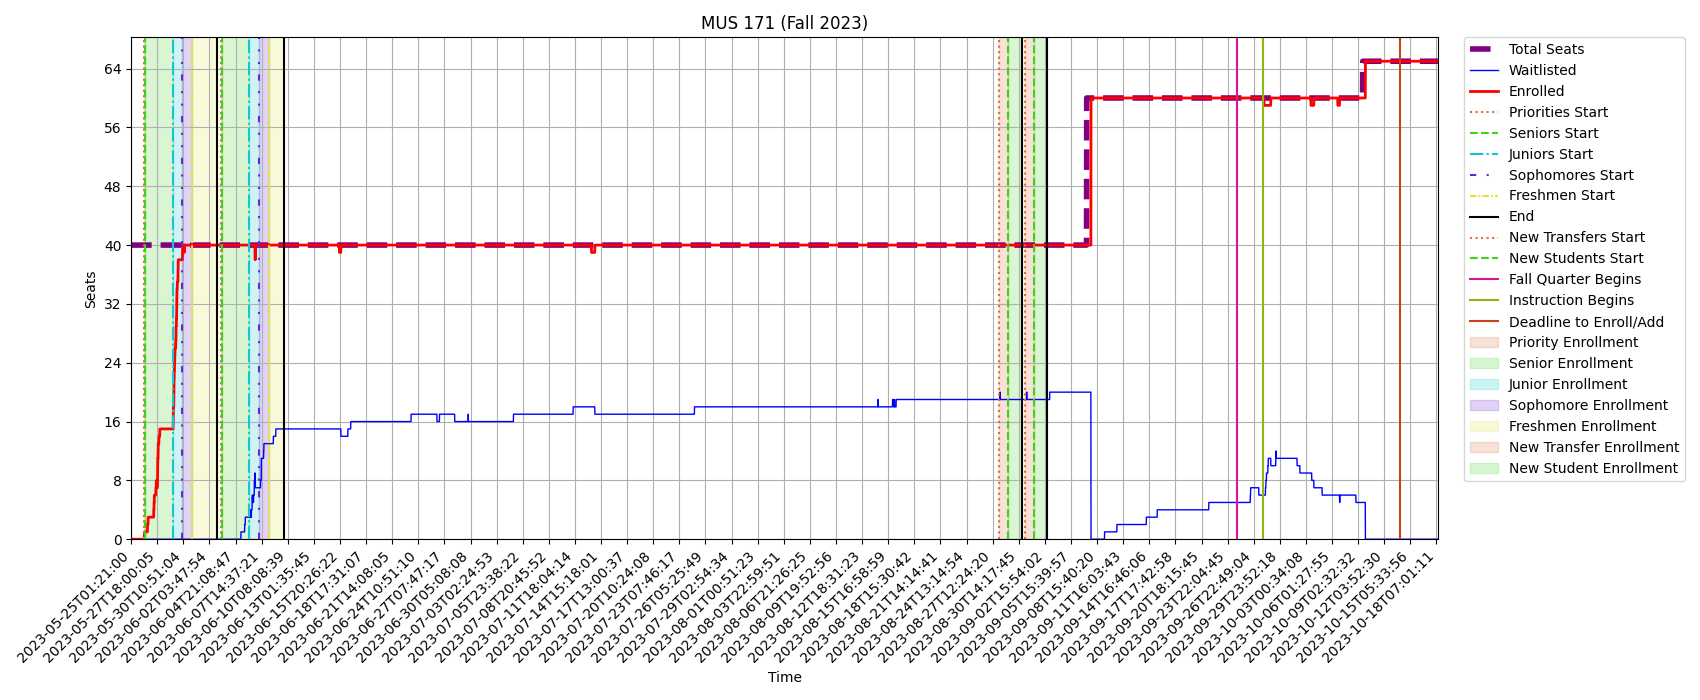 MUS 171 (Fall 2023)
Seats
64
56
48
40
32
24
16
8
0
2023-05-25T01:21:00
2023-05-27T18:00:05
2023-05-30T10:51:04
2023-06-02T03:47:54
2023-06-04T21:08:47
2023-06-07T14:37:21
2023-06-10T08:08:39
2023-06-13T01:35:45
2023-06-15T20:26:22
2023-06-18T17:31:07
2023-06-21T14:08:05
2023-06-24T10:51:10
2023-06-27T07:47:17
2023-06-30T05:08:08
2023-07-03T02:24:53
2023-07-05T23:38:22
2023-07-08T20:45:52
2023-07-11T18:04:14
2023-07-14T15:18:01
2023-07-17T13:00:37
2023-07-20T10:24:08
2023-07-23T07:46:17
2023-07-26T05:25:49
2023-07-29T02:54:34
2023-08-01T00:51:23
2023-08-03T22:59:51
2023-08-06T21:26:25
2023-08-09T19:52:56
2023-08-12T18:31:23
2023-08-15T16:58:59
2023-08-18T15:30:42
2023-08-21T14:14:41
2023-08-24T13:14:54
2023-08-27T12:24:20
2023-08-30T14:17:45
2023-09-02T15:54:02
2023-09-05T15:39:57
2023-09-08T15:40:20
2023-09-11T16:03:43
2023-09-14T16:46:06
2023-09-17T17:42:58
2023-09-20T18:15:45
2023-09-23T22:04:45
2023-09-26T22:49:04
2023-09-29T23:52:18
2023-10-03T00:34:08
2023-10-06T01:27:55
2023-10-09T02:32:32
2023-10-12T03:52:30
2023-10-15T05:33:56
2023-10-18T07:01:11
Time
Total Seats
Waitlisted
Enrolled
Priorities Start
Seniors Start
Juniors Start
Sophomores Start
Freshmen Start
End
New Transfers Start
New Students Start
Fall Quarter Begins
Instruction Begins
Deadline to Enroll/Add
Priority Enrollment
Senior Enrollment
Junior Enrollment
Sophomore Enrollment
Freshmen Enrollment
New Transfer Enrollment
New Student Enrollment